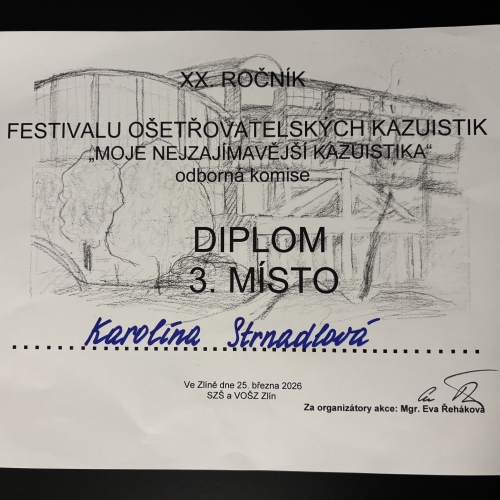 XX. ROČNÍK
FESTIVALU OŠETŘOVATELSKÝCH KAZUISTIK
„MOJE NEJZAJÍMAVĚJŠÍ KAZUISTIKA“
odborná komise
DIPLOM
3. MÍSTO
Karolína Strnadlová
Ve Zlíně dne 25. března 2026
SZŠ a VOŠZ Zlín
Za organizátory akce: Mgr. Eva Řeháková